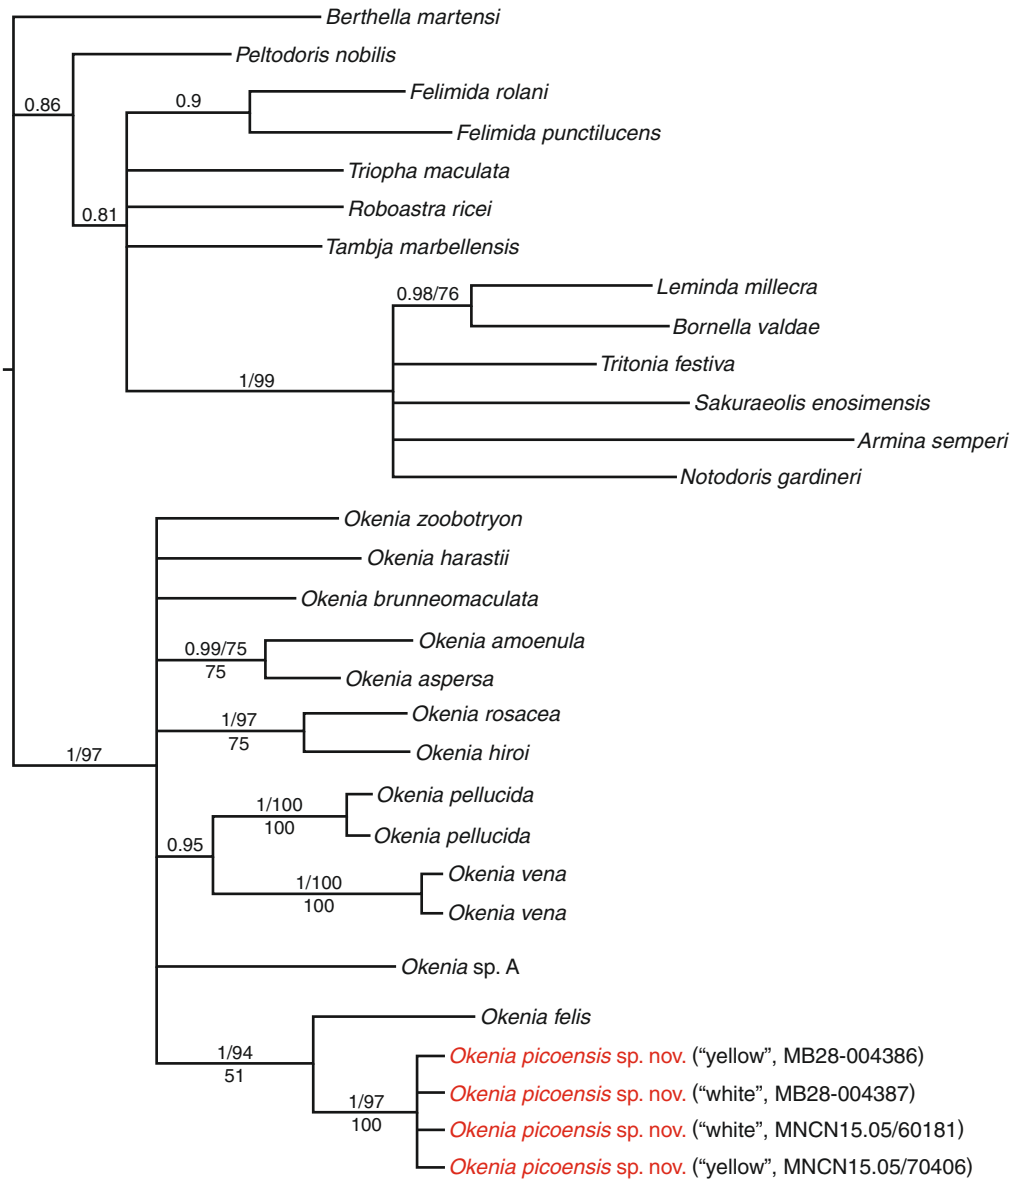 Berthella martensi
Peltodoris nobilis
Felimida rolani
0.86
0.9
Felimida punctilucens
Triopha maculata
Roboastra ricei
0.81
Tambja marbellensis
Leminda millecra
0.98/76
Bornella valdae
Tritonia festiva
1/99
Sakuraeolis enosimensis
Armina semperi
Notodoris gardineri
Okenia zoobotryon
Okenia harastii
Okenia brunneomaculata
Okenia amoenula
0.99/75
75
Okenia aspersa
Okenia rosacea
1/97
75
Okenia hiroi
1/97
Okenia pellucida
1/100
100
Okenia pellucida
0.95
Okenia vena
1/100
100
Okenia vena
Okenia sp. A
Okenia felis
1/94
51
Okenia picoensis sp. nov. (“yellow”, MB28-004386)
Okenia picoensis sp. nov. (“white”, MB28-004387)
1/97
100
Okenia picoensis sp. nov. (“white”, MNCN15.05/60181)
Okenia picoensis sp. nov. (“yellow”, MNCN15.05/70406)